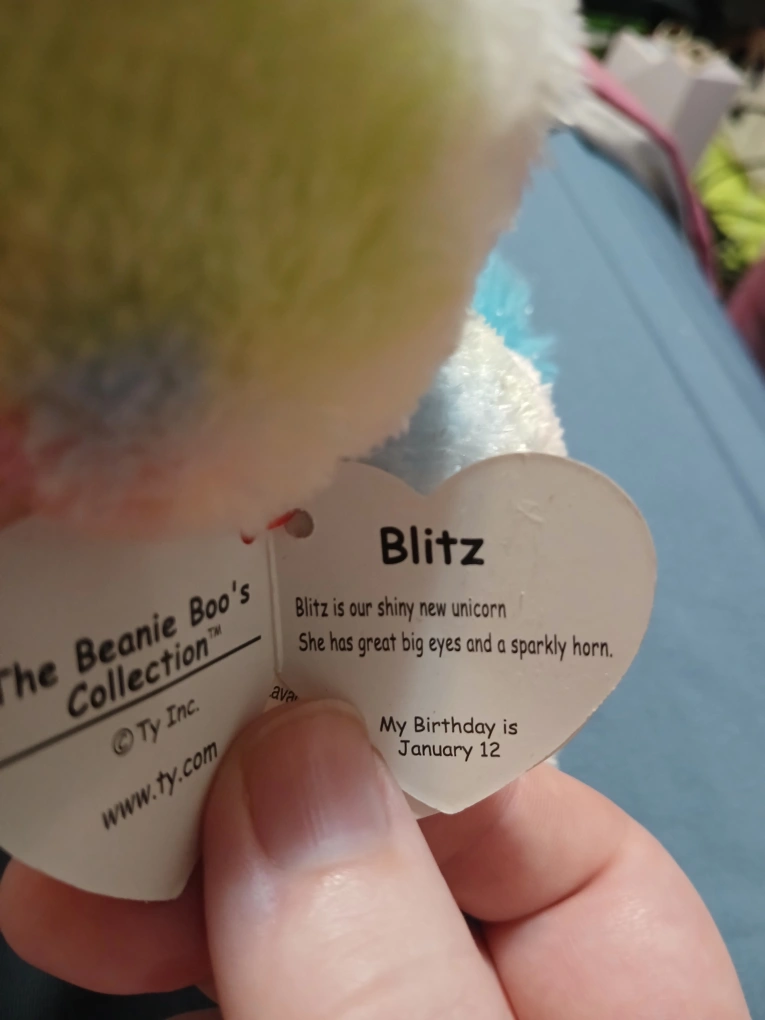 The Beanie Boo's
Collection™
© Ty Inc.
www.ty.com
Blitz
Blitz is our shiny new unicorn
She has great big eyes and a sparkly horn.
My Birthday is
January 12